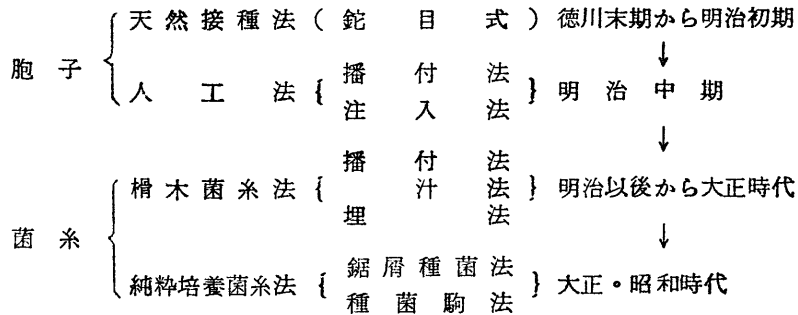 胞子 { 天然接種法(鉈目式)徳川末期から明治初期
↓
人工法 { 播付法 注入法 } 明治中期
↓
菌糸 { 榾木菌糸法 { 播付法 汁法 埋法 } 明治以後から大正時代
↓
純粋培養菌糸法 { 鋸屑種菌法 種菌駒法 } 大正・昭和時代